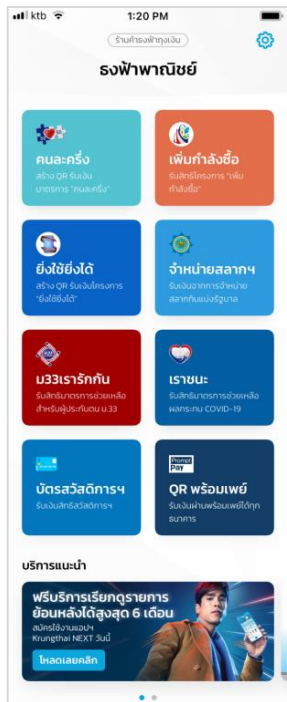 ktb
1:20 PM
ร้านค้าธงฟ้าถุงเงิน
ธงฟ้าพาณิชย์
คนละครึ่ง
สร้าง QR รับเงิน
มาตรการ "คนละครึ่ง"
เพิ่มกำลังซื้อ
รับสิทธิโครงการ "เพิ่ม
กำลังซื้อ"
ยิ่งใช้ยิ่งได้
สร้าง QR รับเงินโครงการ
"ยิ่งใช้ยิ่งได้"
จำหน่ายสลากฯ
รับเงินจากการจำหน่าย
สลากกินแบ่งรัฐบาล
ม33เรารักกัน
รับสิทธิมาตรการช่วยเหลือ
สำหรับผู้ประกันตน ม.33
เราชนะ
รับสิทธิมาตรการช่วยเหลือ
ผลกระทบ COVID-19
บัตรสวัสดิการฯ
รับเงินสิทธิสวัสดิการฯ
Prompt
Pay
QR พร้อมเพย์
รับเงินผ่านพร้อมเพย์ได้ทุก
ธนาคาร
บริการแนะนำ
ฟรีบริการเรียกดูรายการ
ย้อนหลังได้สูงสุด 6 เดือน
สมัครใช้งานแอปฯ
Krungthai NEXT วันนี้
โหลดเลยคลิก